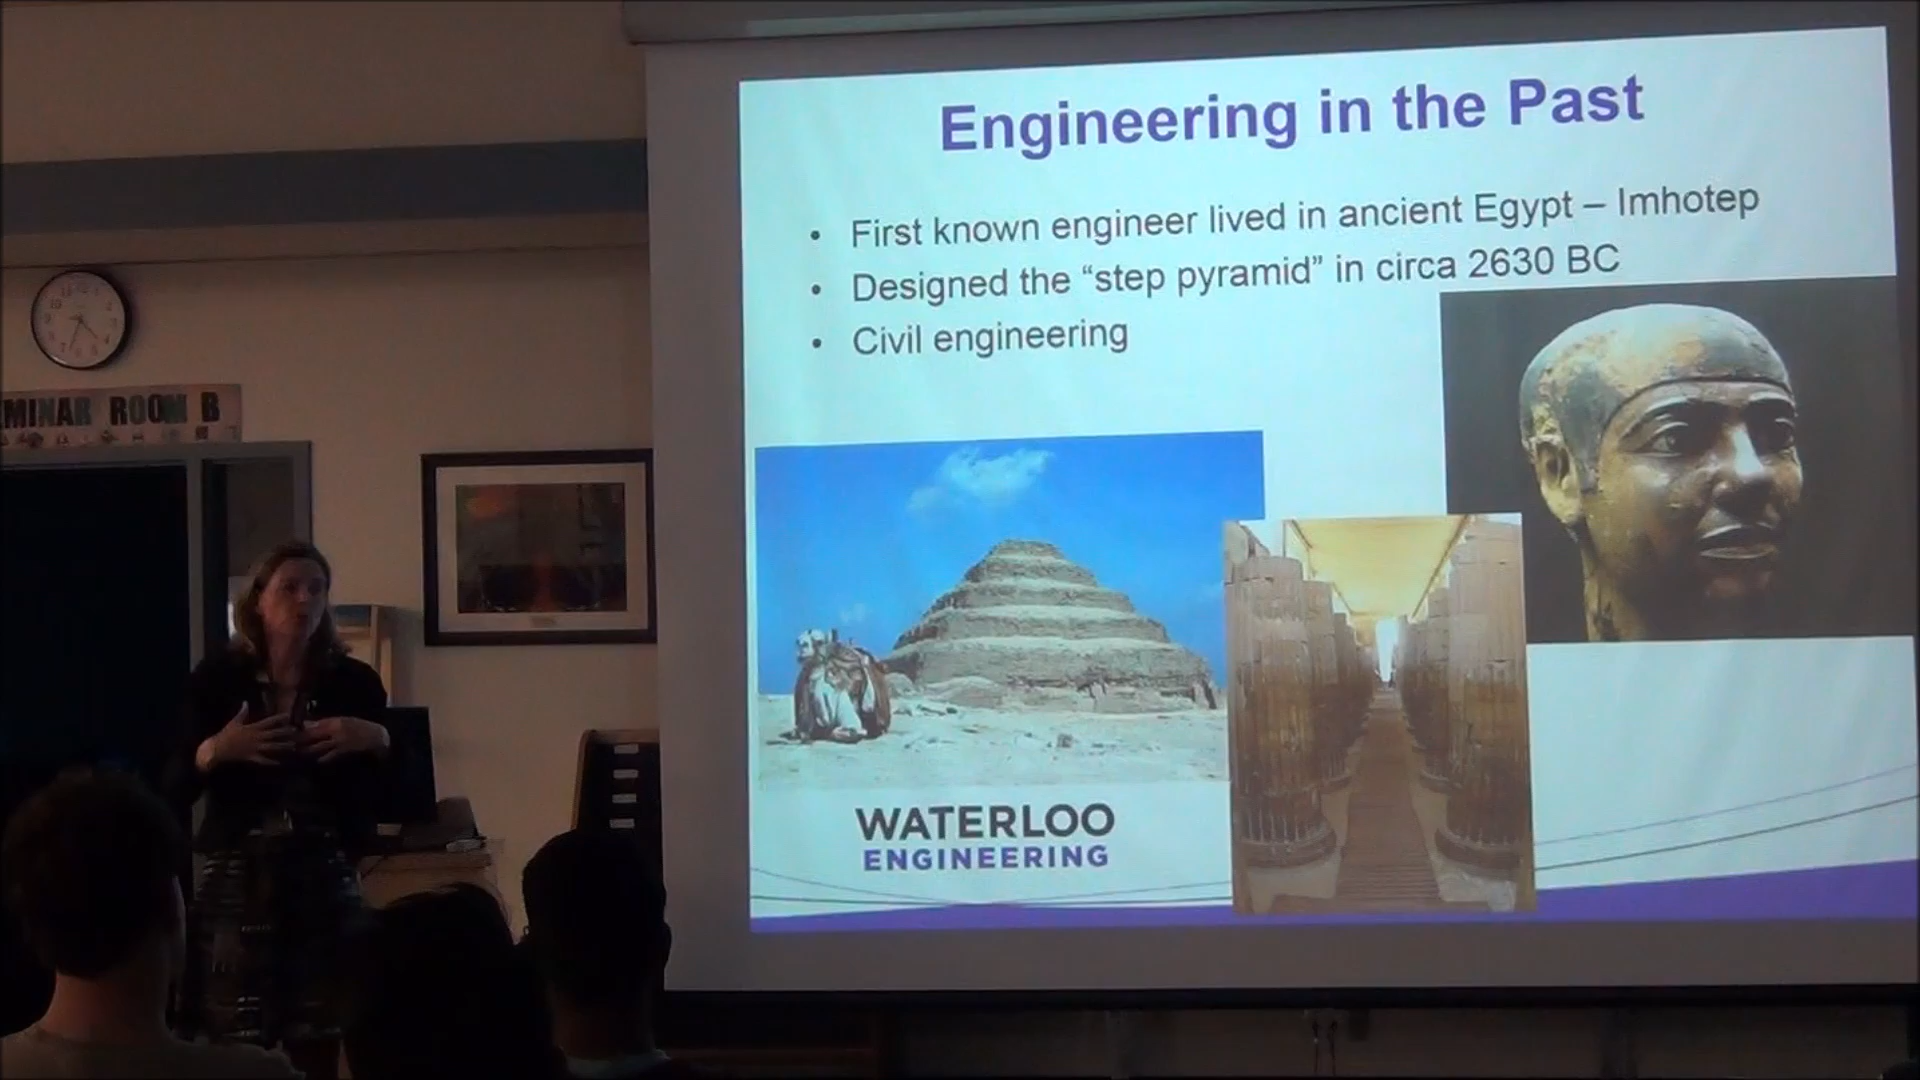 Engineering in the Past
• First known engineer lived in ancient Egypt – Imhotep
• Designed the “step pyramid” in circa 2630 BC
• Civil engineering
MINAR ROOM B
WATERLOO
ENGINEERING